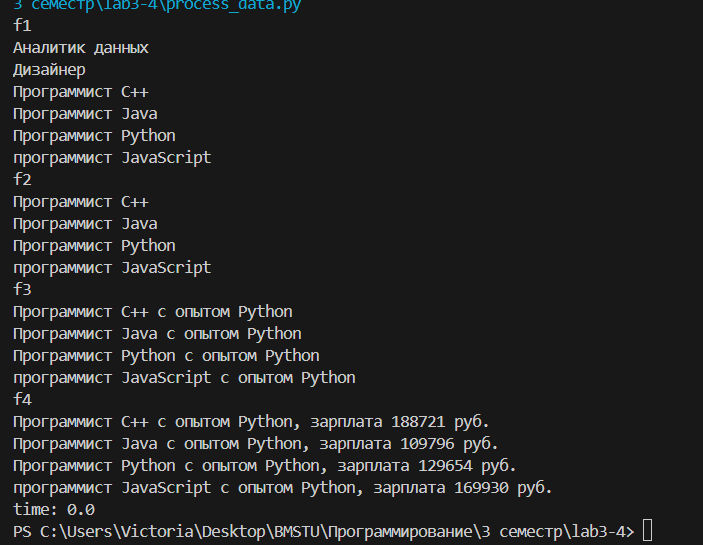 3 семестр\lab3-4\process_data.py
f1
Аналитик данных
Дизайнер
Программист C++
Программист Java
Программист Python
программист JavaScript
f2
Программист C++
Программист Java
Программист Python
программист JavaScript
f3
Программист C++ с опытом Python
Программист Java с опытом Python
Программист Python с опытом Python
программист JavaScript с опытом Python
f4
Программист C++ с опытом Python, зарплата 188721 руб.
Программист Java с опытом Python, зарплата 109796 руб.
Программист Python с опытом Python, зарплата 129654 руб.
программист JavaScript с опытом Python, зарплата 169930 руб.
time: 0.0
PS C:\Users\Victoria\Desktop\BMSTU\Программирование\3 семестр\lab3-4>